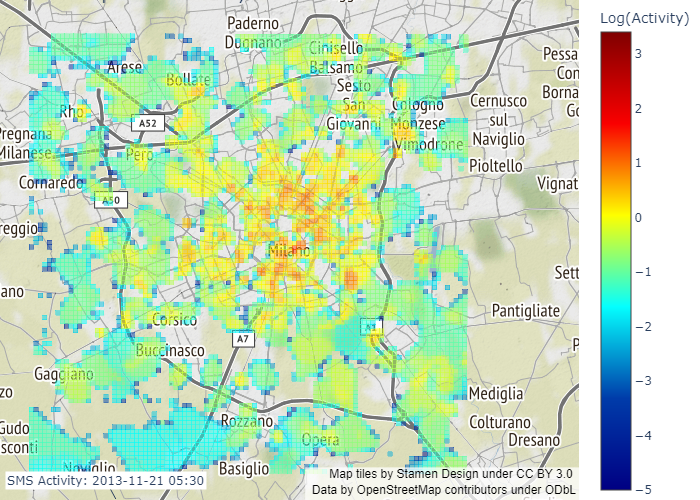 Log(Activity)
3
2
1
0
−1
−2
−3
−4
−5
Paderno
Dugnano
Cinisello
Balsamo
Sesto
San
Giovanni
Arese
Bollate
Rho
A52
Pregnana
Milanese
Pero
Cornaredo
A50
reggio
Cologno
Monzese
Vimodrone
Cernusco
sul
Naviglio
Pioltello
Pessa
Con
Borna
Go
Vignat
Milano
Sett
ano
Pantigliate
Corsico
A7
Buccinasco
Gaggiano
zo
Mediglia
Colturano
Dresano
Rozzano
Opera
Gudo
sconti
Noviglio
Basiglio
P
SMS Activity: 2013-11-21 05:30
Map tiles by Stamen Design under CC BY 3.0
Data by OpenStreetMap contributors under ODbL